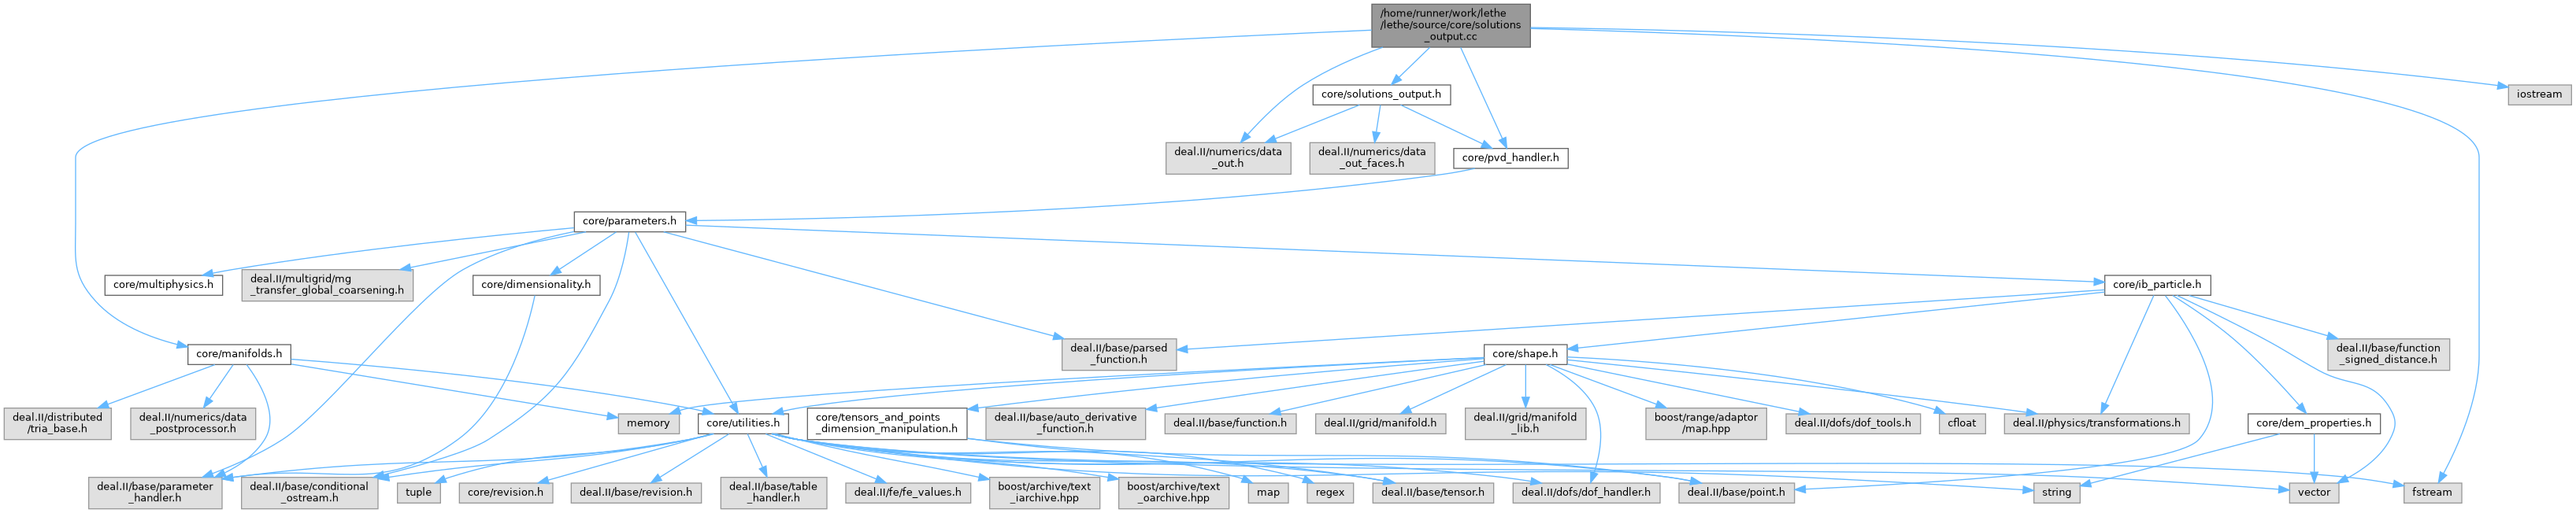 /home/runner/work/lethe
/lethe/source/core/solutions
_output.cc
core/solutions_output.h
iostream
deal.II/numerics/data
_out.h
deal.II/numerics/data
_out_faces.h
core/pvd_handler.h
core/parameters.h
core/multiphysics.h
deal.II/multigrid/mg
_transfer_global_coarsening.h
core/dimensionality.h
core/ib_particle.h
core/manifolds.h
deal.II/base/parsed
_function.h
core/shape.h
deal.II/base/function
_signed_distance.h
deal.II/distributed
/tria_base.h
deal.II/numerics/data
_postprocessor.h
memory
core/utilities.h
core/tensors_and_points
_dimension_manipulation.h
deal.II/base/auto_derivative
_function.h
deal.II/base/function.h
deal.II/grid/manifold.h
deal.II/grid/manifold
_lib.h
boost/range/adaptor
/map.hpp
deal.II/dofs/dof_tools.h
cfloat
deal.II/physics/transformations.h
core/dem_properties.h
deal.II/base/parameter
_handler.h
deal.II/base/conditional
_ostream.h
tuple
core/revision.h
deal.II/base/revision.h
deal.II/base/table
_handler.h
deal.II/fe/fe_values.h
boost/archive/text
_iarchive.hpp
boost/archive/text
_oarchive.hpp
map
regex
deal.II/base/tensor.h
deal.II/dofs/dof_handler.h
deal.II/base/point.h
string
vector
fstream